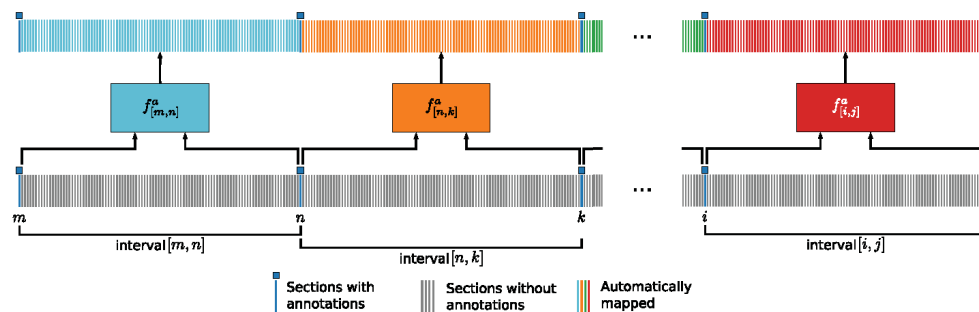 ...
f^a_[m,n]
f^a_[n,k]
f^a_[i,j]
...
m
n
k
i
interval[m, n]
interval[n, k]
interval[i, j]
Sections with
annotations
Sections without
annotations
Automatically
mapped